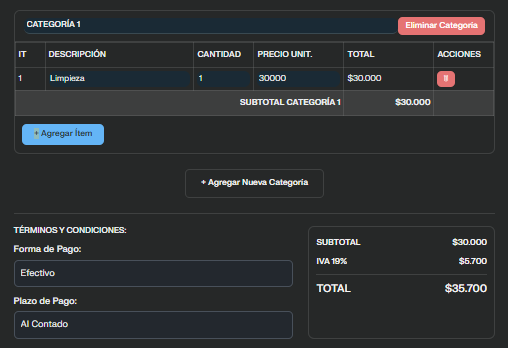 CATEGORÍA 1 Eliminar Categoría
IT DESCRIPCIÓN CANTIDAD PRECIO UNIT. TOTAL ACCIONES
1 Limpieza 1 30000 $30.000
SUBTOTAL CATEGORÍA 1 $30.000
+ Agregar Ítem
+ Agregar Nueva Categoría
TÉRMINOS Y CONDICIONES:
Forma de Pago:
Efectivo
Plazo de Pago:
Al Contado
SUBTOTAL $30.000
IVA 19% $5.700
TOTAL $35.700